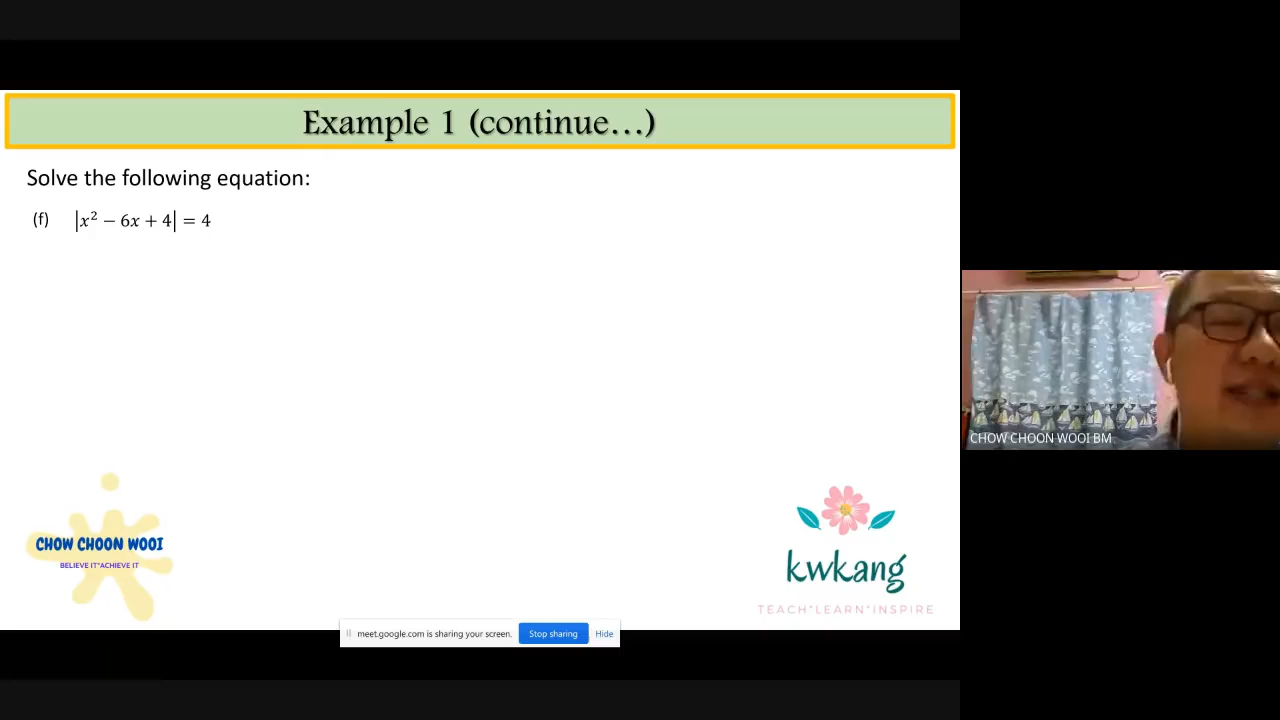 Example 1 (continue...)
Solve the following equation:
(f) |x² − 6x + 4| = 4
CHOW CHOON WOOI BM
CHOW CHOON WOOI
BELIEVE IT*ACHIEVE IT
kwkang
TEACH*LEARN*INSPIRE
meet.google.com is sharing your screen. Stop sharing Hide